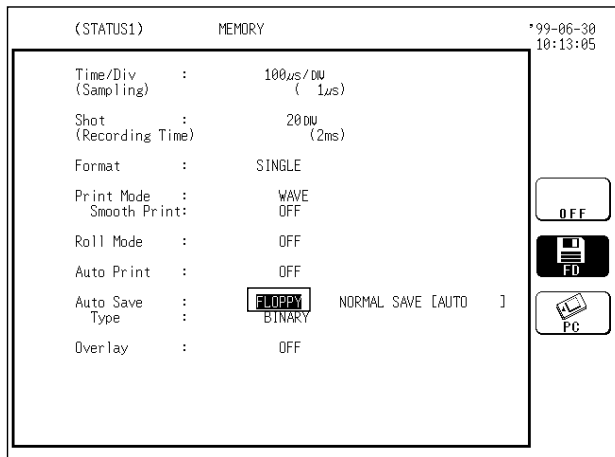 (STATUS1) MEMORY '99-06-30
10:13:05
Time/Div : 100µs/DIV
(Sampling) ( 1µs)
Shot : 20DIV
(Recording Time) (2ms)
Format : SINGLE
Print Mode : WAVE
Smooth Print: OFF
OFF
Roll Mode : OFF
Auto Print : OFF
FD
Auto Save : FLOPPY NORMAL SAVE [AUTO ]
Type : BINARY
PC
Overlay : OFF